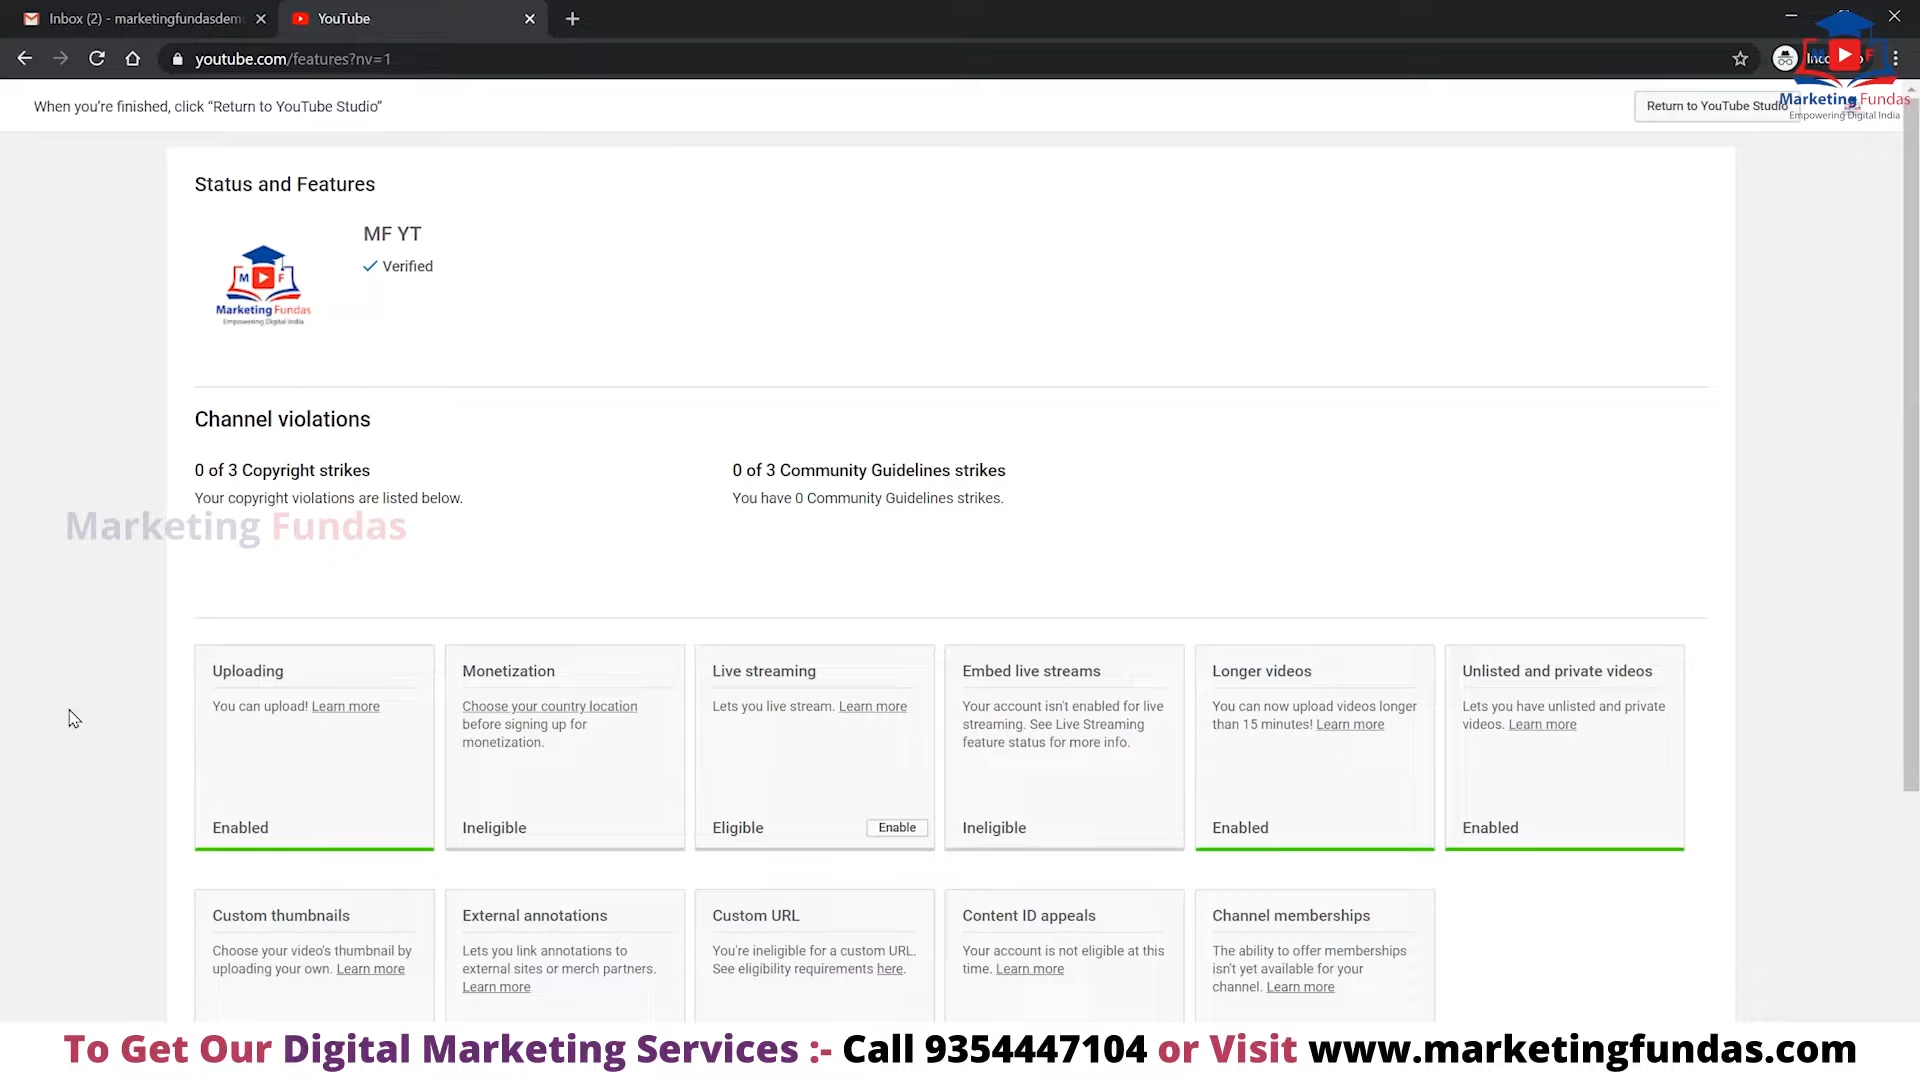 Inbox (2) - marketingfundasdem
YouTube
youtube.com/features?nv=1
When you're finished, click “Return to YouTube Studio”
Return to YouTube Studio
M F
Marketing Fundas
Empowering Digital India
Status and Features
MF YT
Verified
M F
Marketing Fundas
Empowering Digital India
Channel violations
0 of 3 Copyright strikes
Your copyright violations are listed below.
0 of 3 Community Guidelines strikes
You have 0 Community Guidelines strikes.
Marketing Fundas
Uploading
You can upload! Learn more
Enabled
Monetization
Choose your country location
before signing up for
monetization.
Ineligible
Live streaming
Lets you live stream. Learn more
Eligible
Enable
Embed live streams
Your account isn't enabled for live
streaming. See Live Streaming
feature status for more info.
Ineligible
Longer videos
You can now upload videos longer
than 15 minutes! Learn more
Enabled
Unlisted and private videos
Lets you have unlisted and private
videos. Learn more
Enabled
Custom thumbnails
Choose your video's thumbnail by
uploading your own. Learn more
External annotations
Lets you link annotations to
external sites or merch partners.
Learn more
Custom URL
You're ineligible for a custom URL.
See eligibility requirements here.
Content ID appeals
Your account is not eligible at this
time. Learn more
Channel memberships
The ability to offer memberships
isn't yet available for your
channel. Learn more
To Get Our Digital Marketing Services :- Call 9354447104 or Visit www.marketingfundas.com